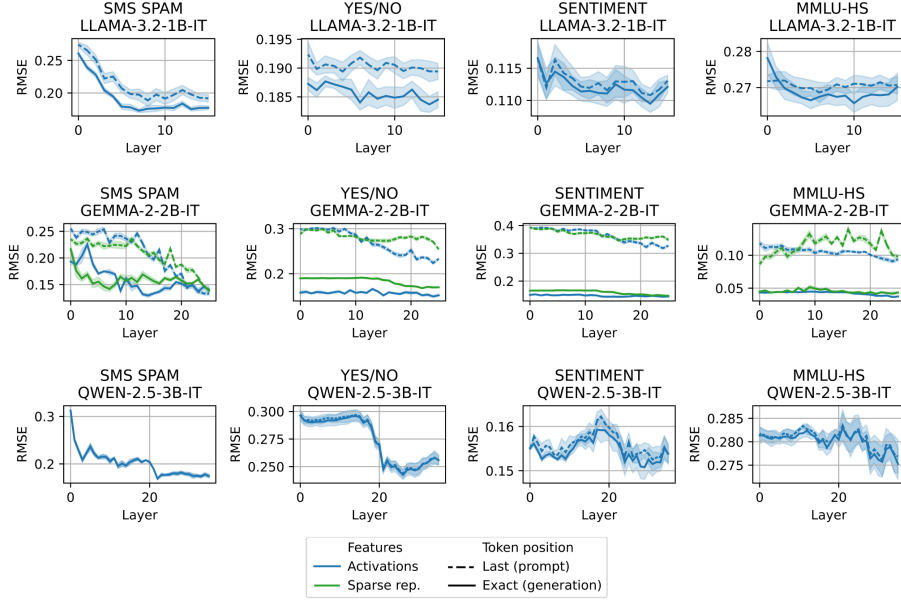 SMS SPAM
LLAMA-3.2-1B-IT
RMSE
0.25
0.20
0
10
Layer
YES/NO
LLAMA-3.2-1B-IT
RMSE
0.195
0.190
0.185
0
10
Layer
SENTIMENT
LLAMA-3.2-1B-IT
RMSE
0.115
0.110
0
10
Layer
MMLU-HS
LLAMA-3.2-1B-IT
RMSE
0.28
0.27
0
10
Layer
SMS SPAM
GEMMA-2-2B-IT
RMSE
0.25
0.20
0.15
0
10
20
Layer
YES/NO
GEMMA-2-2B-IT
RMSE
0.3
0.2
0
20
Layer
SENTIMENT
GEMMA-2-2B-IT
RMSE
0.4
0.3
0.2
0
20
Layer
MMLU-HS
GEMMA-2-2B-IT
RMSE
0.10
0.05
0
20
Layer
SMS SPAM
QWEN-2.5-3B-IT
RMSE
0.3
0.2
0
20
Layer
YES/NO
QWEN-2.5-3B-IT
RMSE
0.300
0.275
0.250
0
20
Layer
SENTIMENT
QWEN-2.5-3B-IT
RMSE
0.16
0.15
0
20
Layer
MMLU-HS
QWEN-2.5-3B-IT
RMSE
0.285
0.280
0.275
0
20
Layer
Features
Activations
Sparse rep.
Token position
Last (prompt)
Exact (generation)